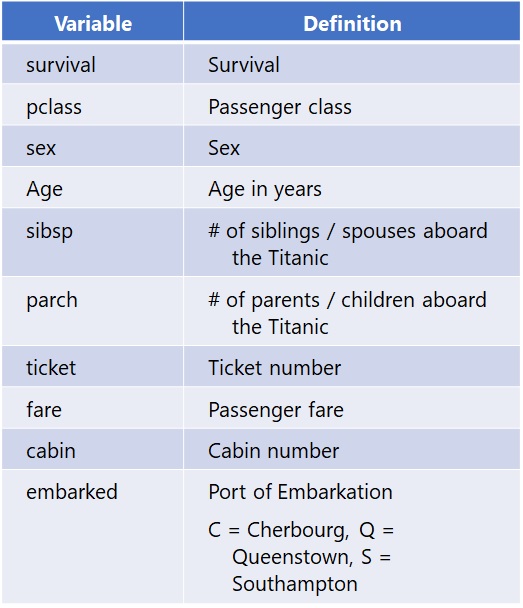 Variable Definition
survival Survival
pclass Passenger class
sex Sex
Age Age in years
sibsp # of siblings / spouses aboard
the Titanic
parch # of parents / children aboard
the Titanic
ticket Ticket number
fare Passenger fare
cabin Cabin number
embarked Port of Embarkation
C = Cherbourg, Q =
Queenstown, S =
Southampton